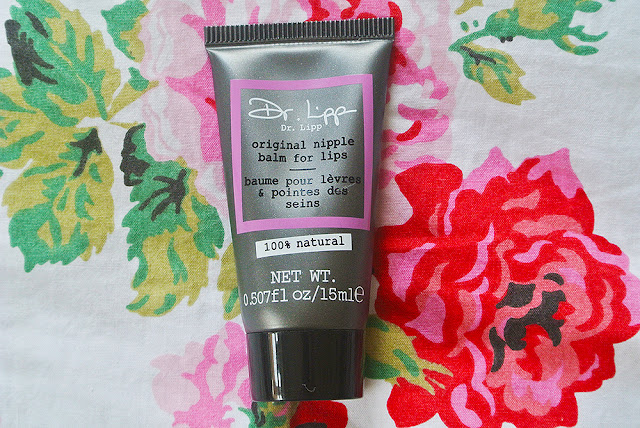 Dr. Lipp
Dr. Lipp
original nipple
balm for lips
baume pour lèvres
& pointes des
seins
100% natural
NET WT.
0.507fl oz/15ml℮